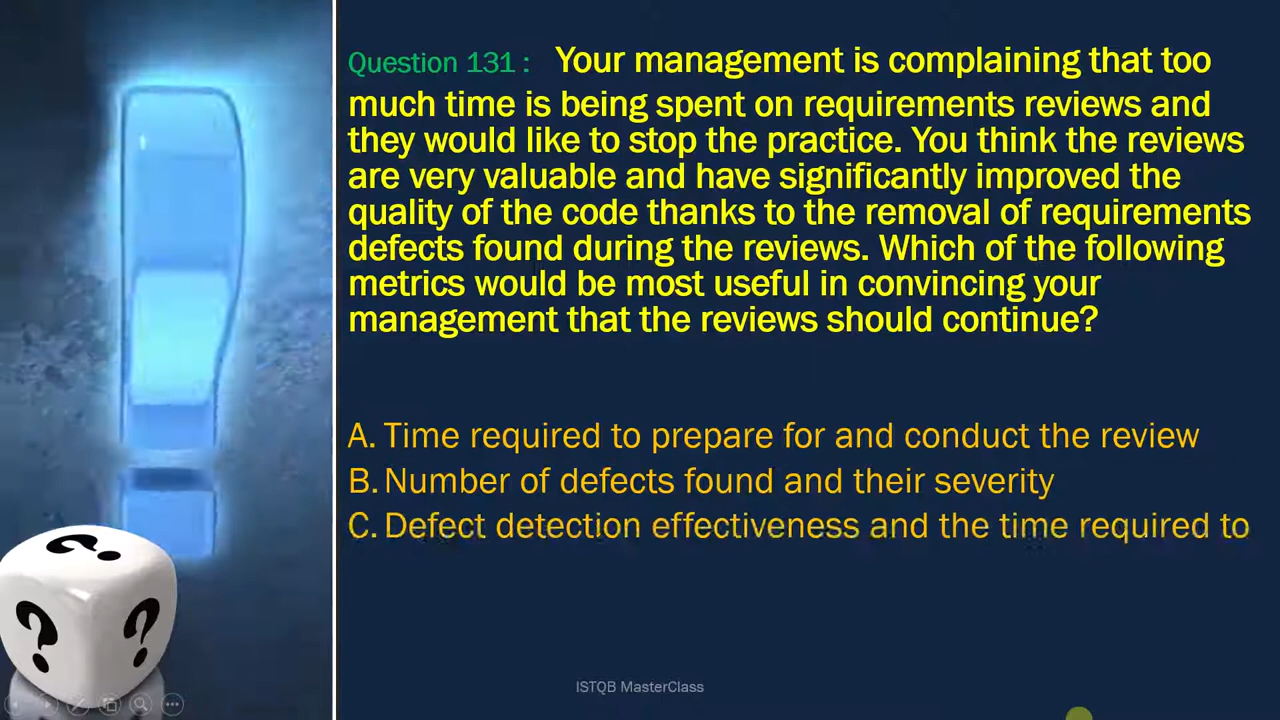 Question 131 : Your management is complaining that too
much time is being spent on requirements reviews and
they would like to stop the practice. You think the reviews
are very valuable and have significantly improved the
quality of the code thanks to the removal of requirements
defects found during the reviews. Which of the following
metrics would be most useful in convincing your
management that the reviews should continue?
A. Time required to prepare for and conduct the review
B. Number of defects found and their severity
C. Defect detection effectiveness and the time required to
? ? ?
ISTQB MasterClass